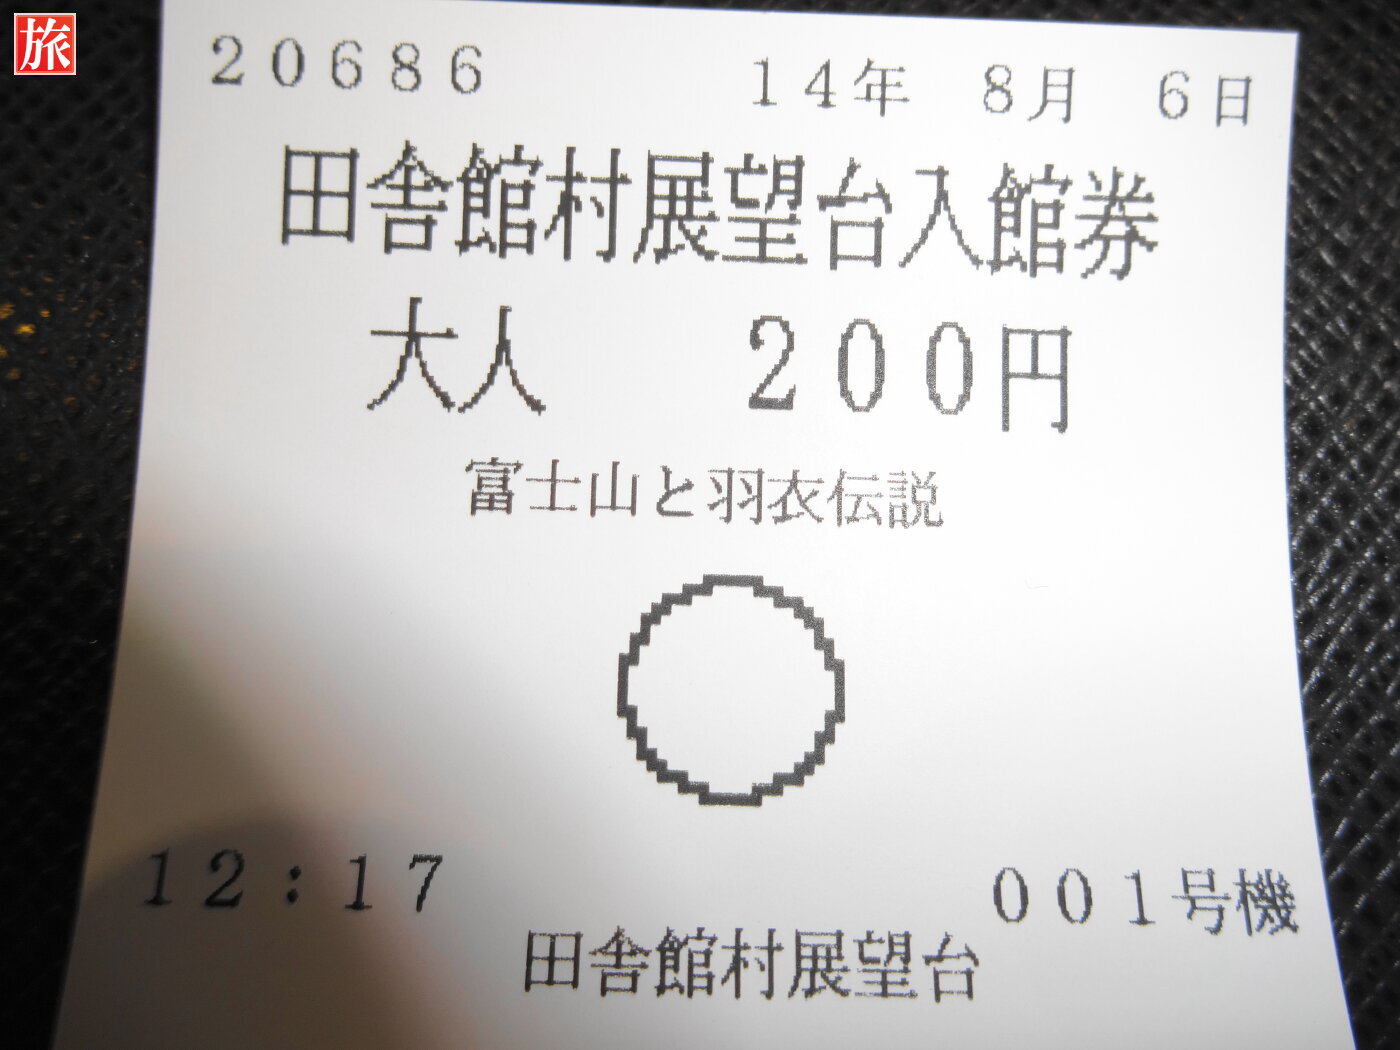 旅
20686 14年 8月 6日
田舎館村展望台入館券
大人 200円
富士山と羽衣伝説
12:17 001号機
田舎館村展望台